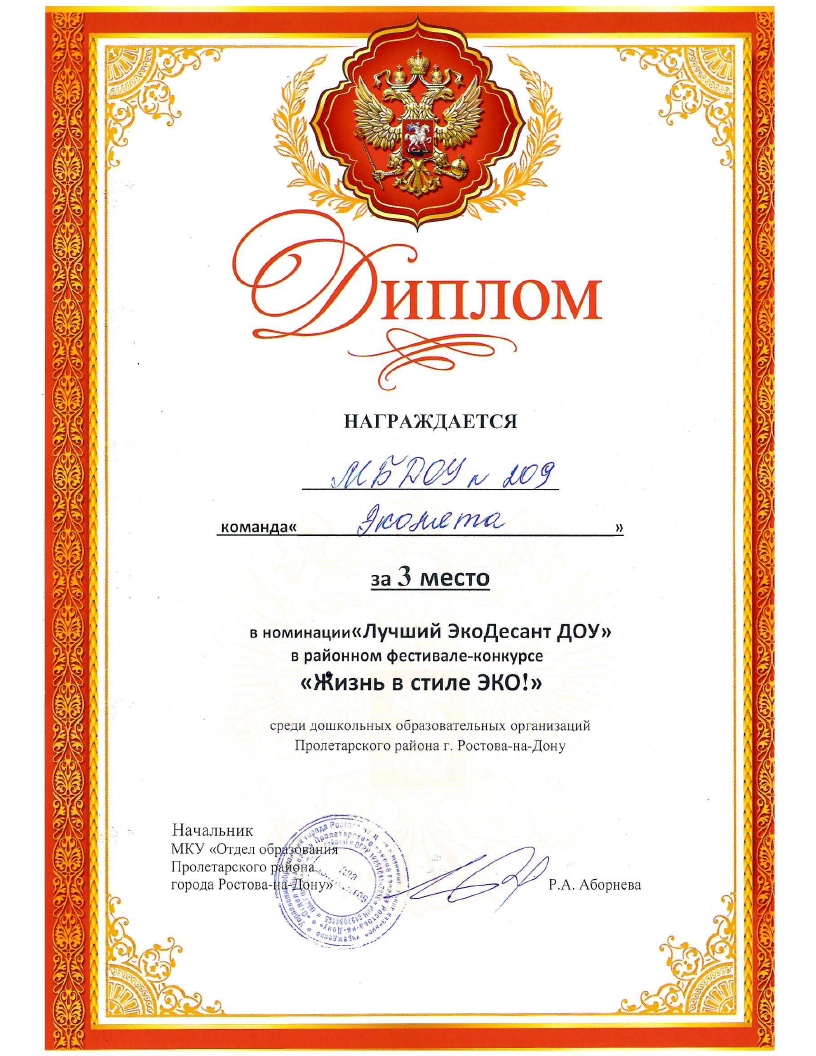 Диплом
НАГРАЖДАЕТСЯ
МБДОУ № 209
команда« Эколята »
за 3 место
в номинации«Лучший ЭкоДесант ДОУ»
в районном фестивале-конкурсе
«Жизнь в стиле ЭКО!»
среди дошкольных образовательных организаций
Пролетарского района г. Ростова-на-Дону
Начальник
МКУ «Отдел образования
Пролетарского района
города Ростова-на-Дону»
Р.А. Аборнева